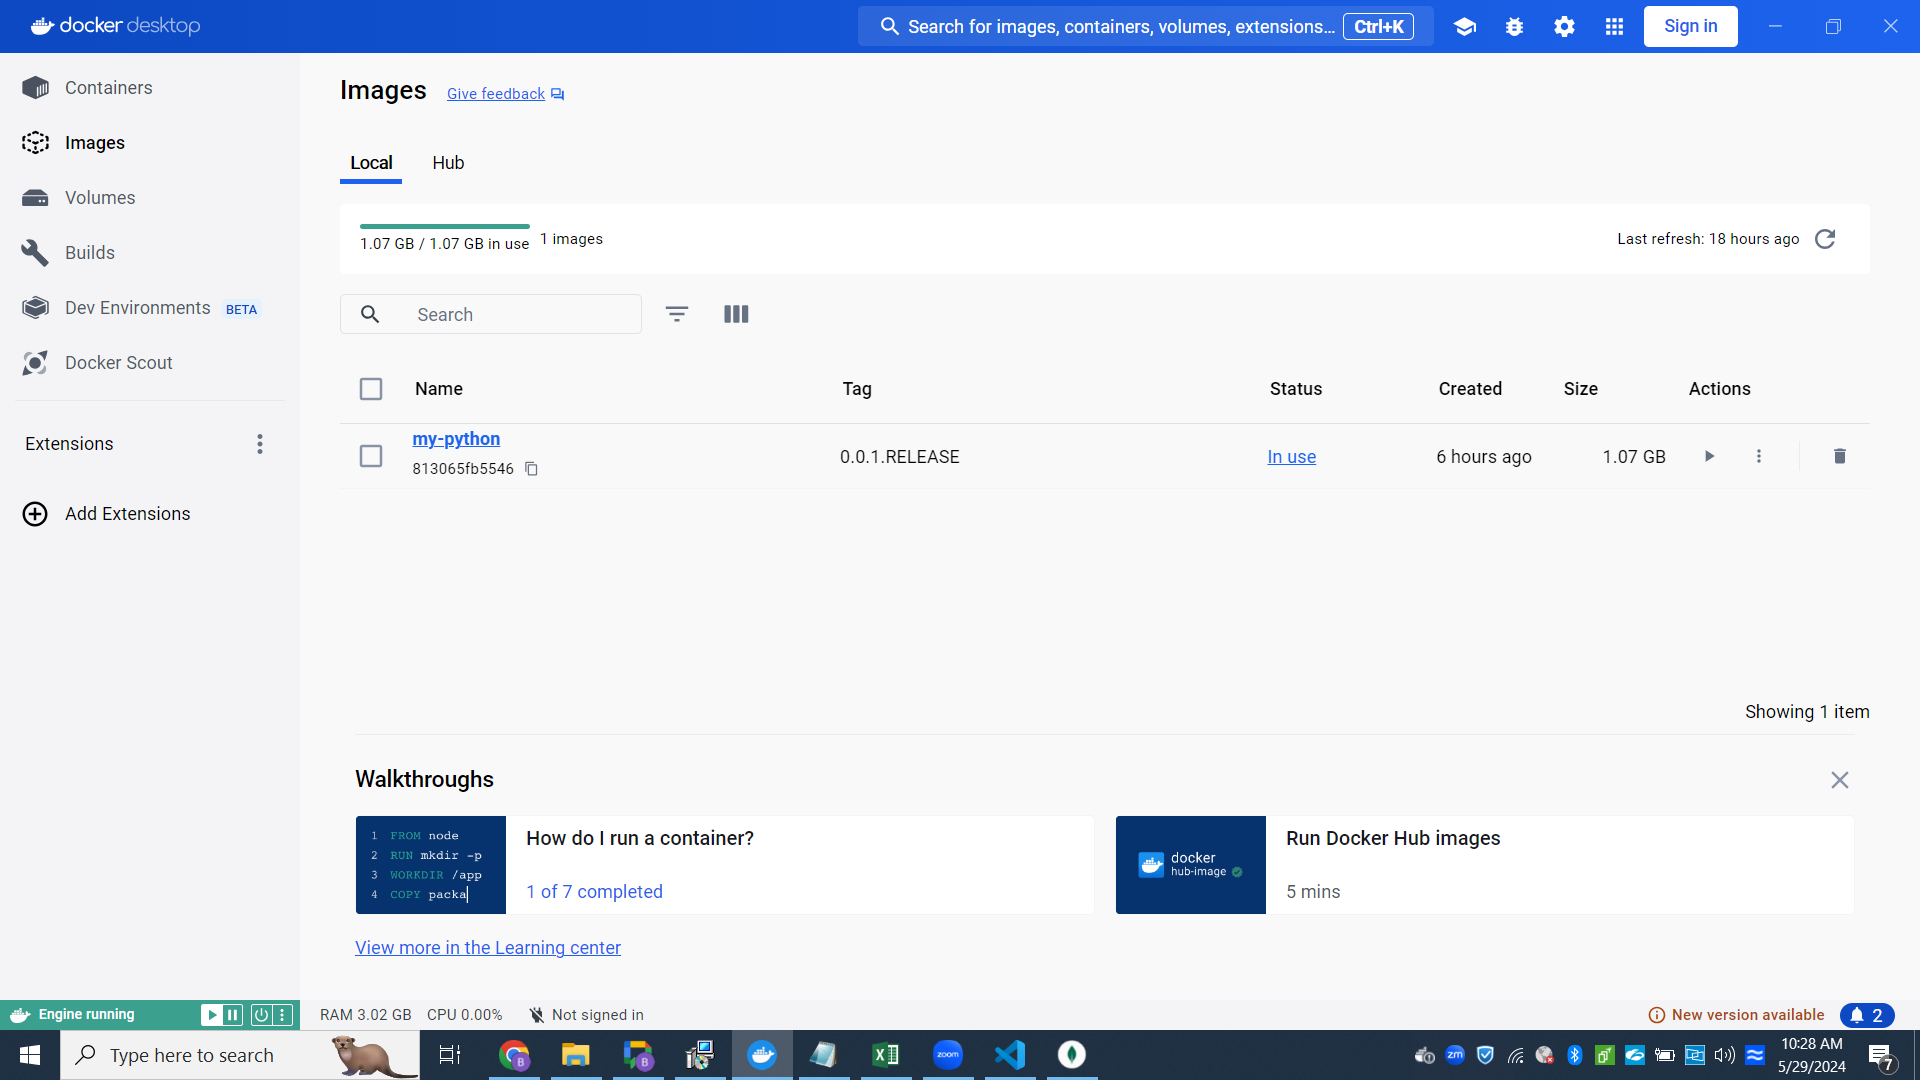 docker desktop
Search for images, containers, volumes, extensions... Ctrl+K
Sign in
Containers
Images
Volumes
Builds
Dev Environments BETA
Docker Scout
Extensions
Add Extensions
Images Give feedback
Local Hub
1.07 GB / 1.07 GB in use 1 images
Last refresh: 18 hours ago
Search
Name Tag Status Created Size Actions
my-python
813065fb5546
0.0.1.RELEASE In use 6 hours ago 1.07 GB
Showing 1 item
Walkthroughs
1 FROM node
2 RUN mkdir -p
3 WORKDIR /app
4 COPY packa
How do I run a container?
1 of 7 completed
docker
hub-image
Run Docker Hub images
5 mins
View more in the Learning center
Engine running
RAM 3.02 GB CPU 0.00% Not signed in
New version available 2
Type here to search
B
B
zoom
zm
10:28 AM
5/29/2024
7